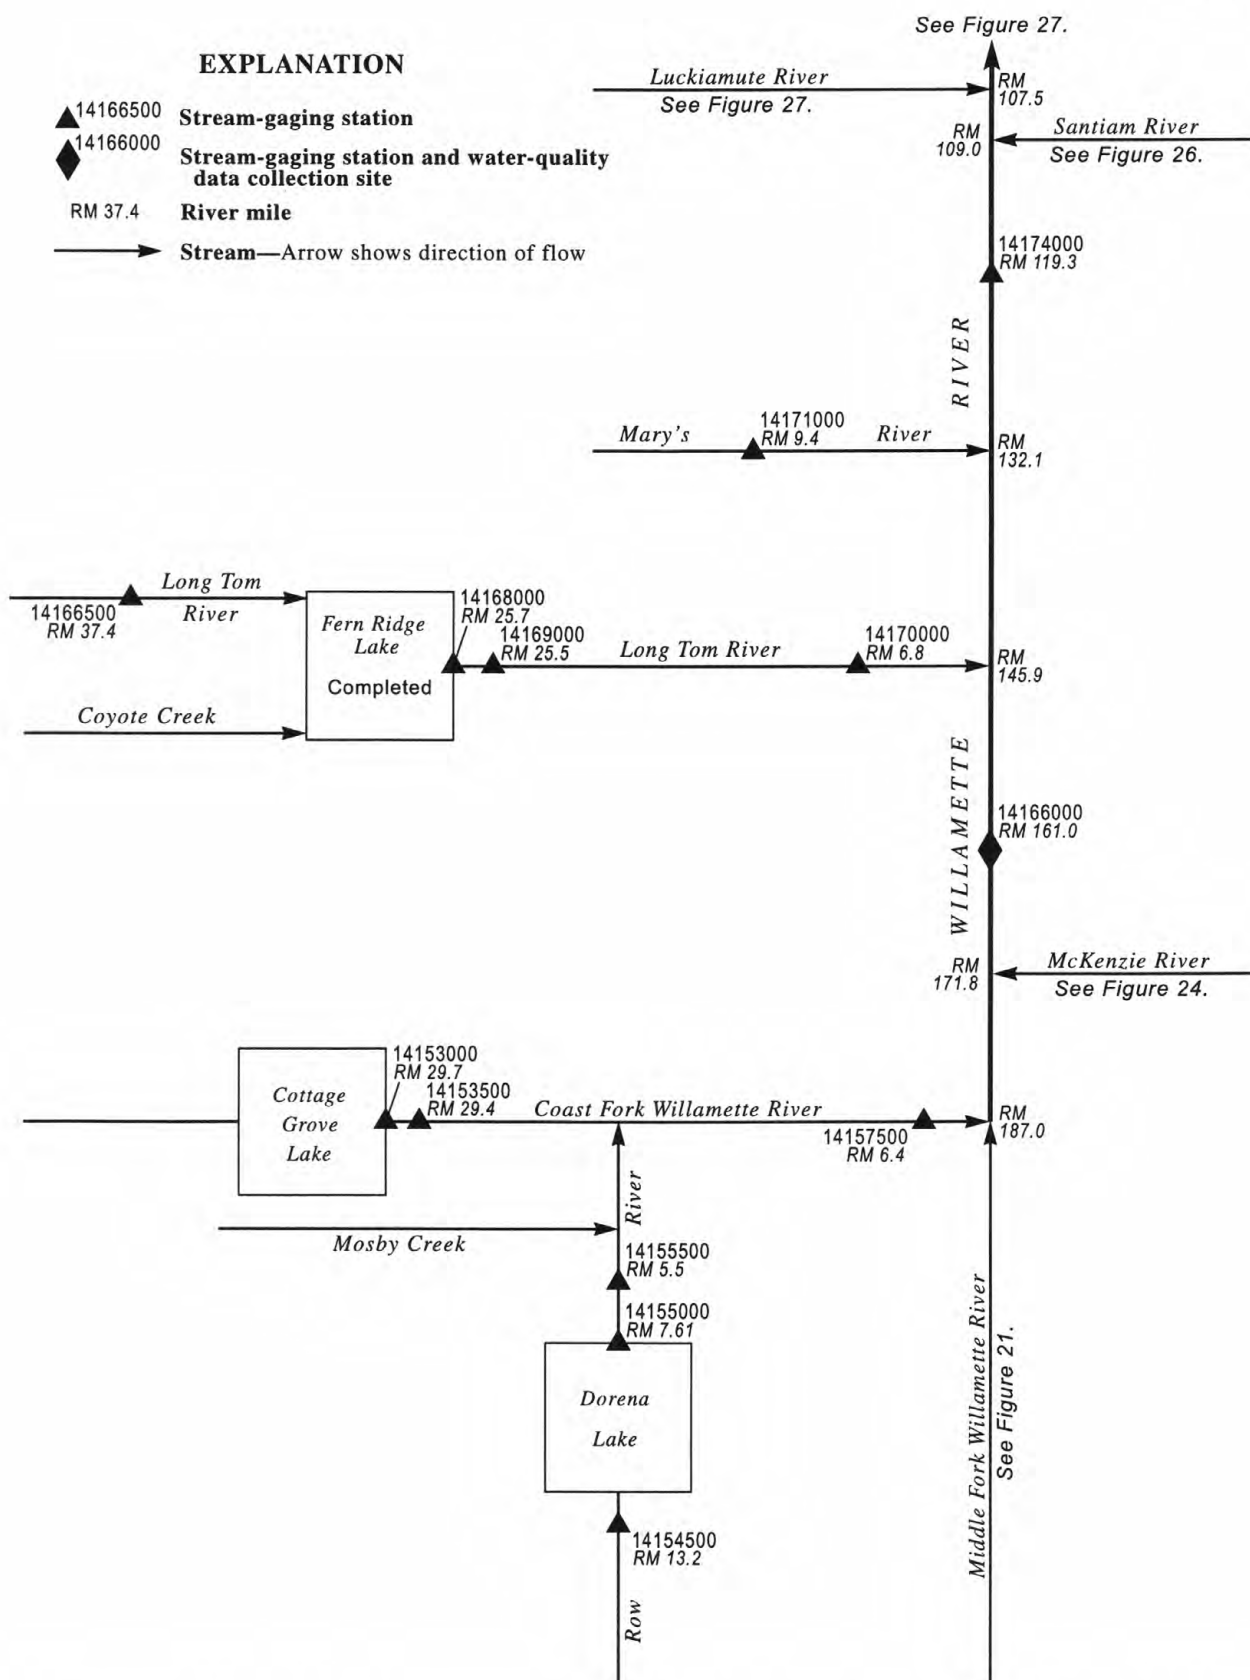 See Figure 27.
EXPLANATION
14166500
Stream-gaging station
14166000
Stream-gaging station and water-quality
data collection site
RM 37.4 River mile
Stream—Arrow shows direction of flow
Luckiamute River
See Figure 27.
RM
107.5
RM
109.0
Santiam River
See Figure 26.
14174000
RM 119.3
RIVER
14171000
RM 9.4
Mary's River
RM
132.1
Long Tom
River
14166500
RM 37.4
Fern Ridge
Lake
Completed
14168000
RM 25.7
14169000
RM 25.5
Long Tom River
14170000
RM 6.8
RM
145.9
Coyote Creek
WILLAMETTE
14166000
RM 161.0
RM
171.8
McKenzie River
See Figure 24.
Cottage
Grove
Lake
14153000
RM 29.7
14153500
RM 29.4
Coast Fork Willamette River
14157500
RM 6.4
RM
187.0
River
Mosby Creek
14155500
RM 5.5
14155000
RM 7.61
Dorena
Lake
14154500
RM 13.2
Row
Middle Fork Willamette River
See Figure 21.